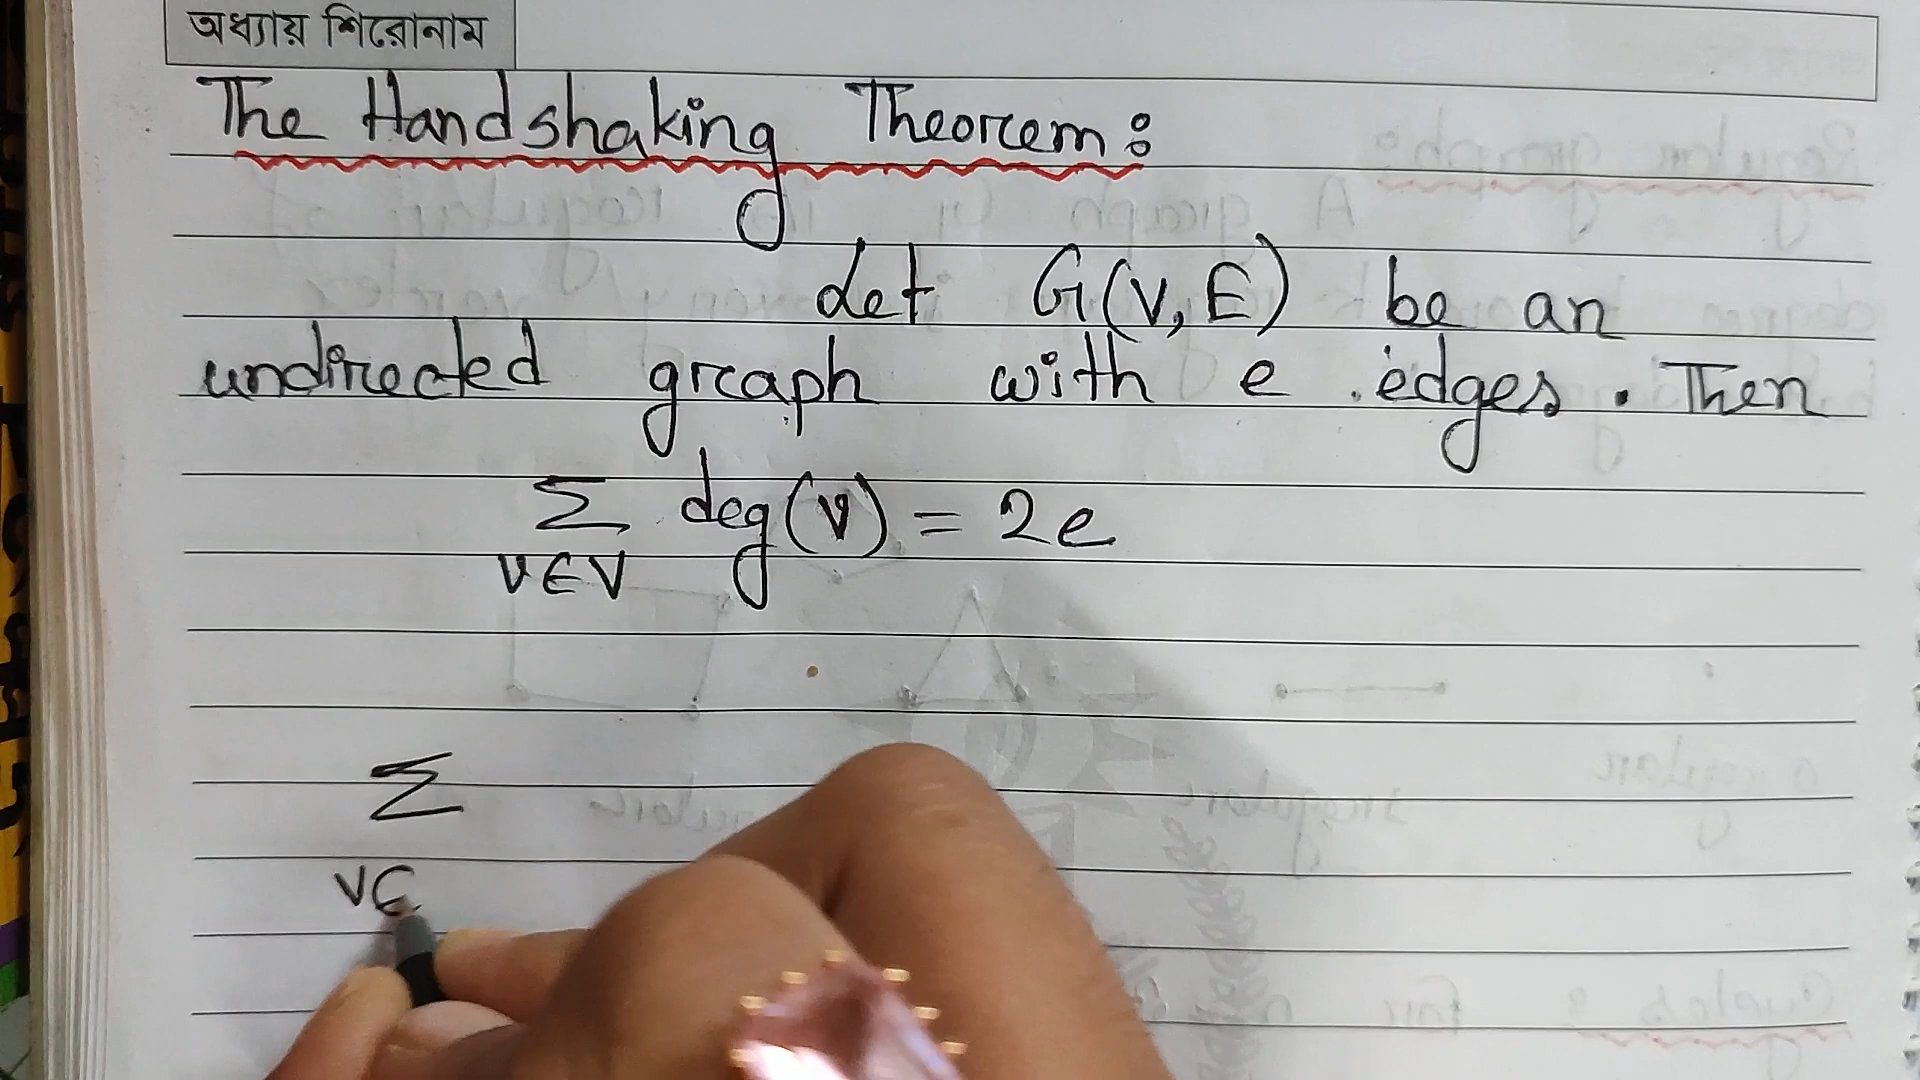 অধ্যায় শিরোনাম
The Handshaking Theorem:
Let G(V, E) be an
undirected graph with e edges. Then
Σ deg(v) = 2e
v∈V
Σ
v∈